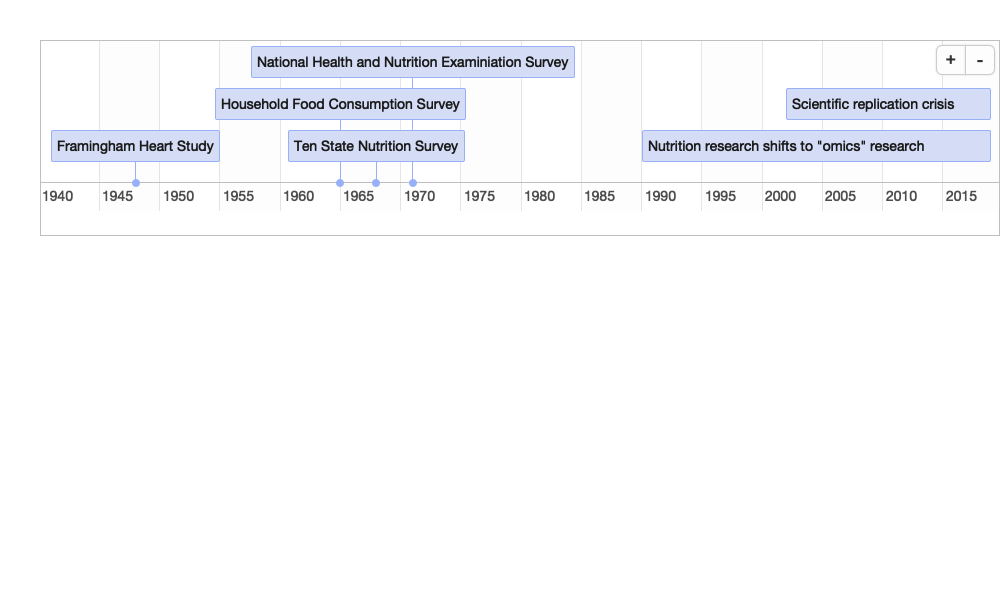 National Health and Nutrition Examiniation Survey
+ -
Household Food Consumption Survey
Scientific replication crisis
Framingham Heart Study
Ten State Nutrition Survey
Nutrition research shifts to "omics" research
1940 1945 1950 1955 1960 1965 1970 1975 1980 1985 1990 1995 2000 2005 2010 2015